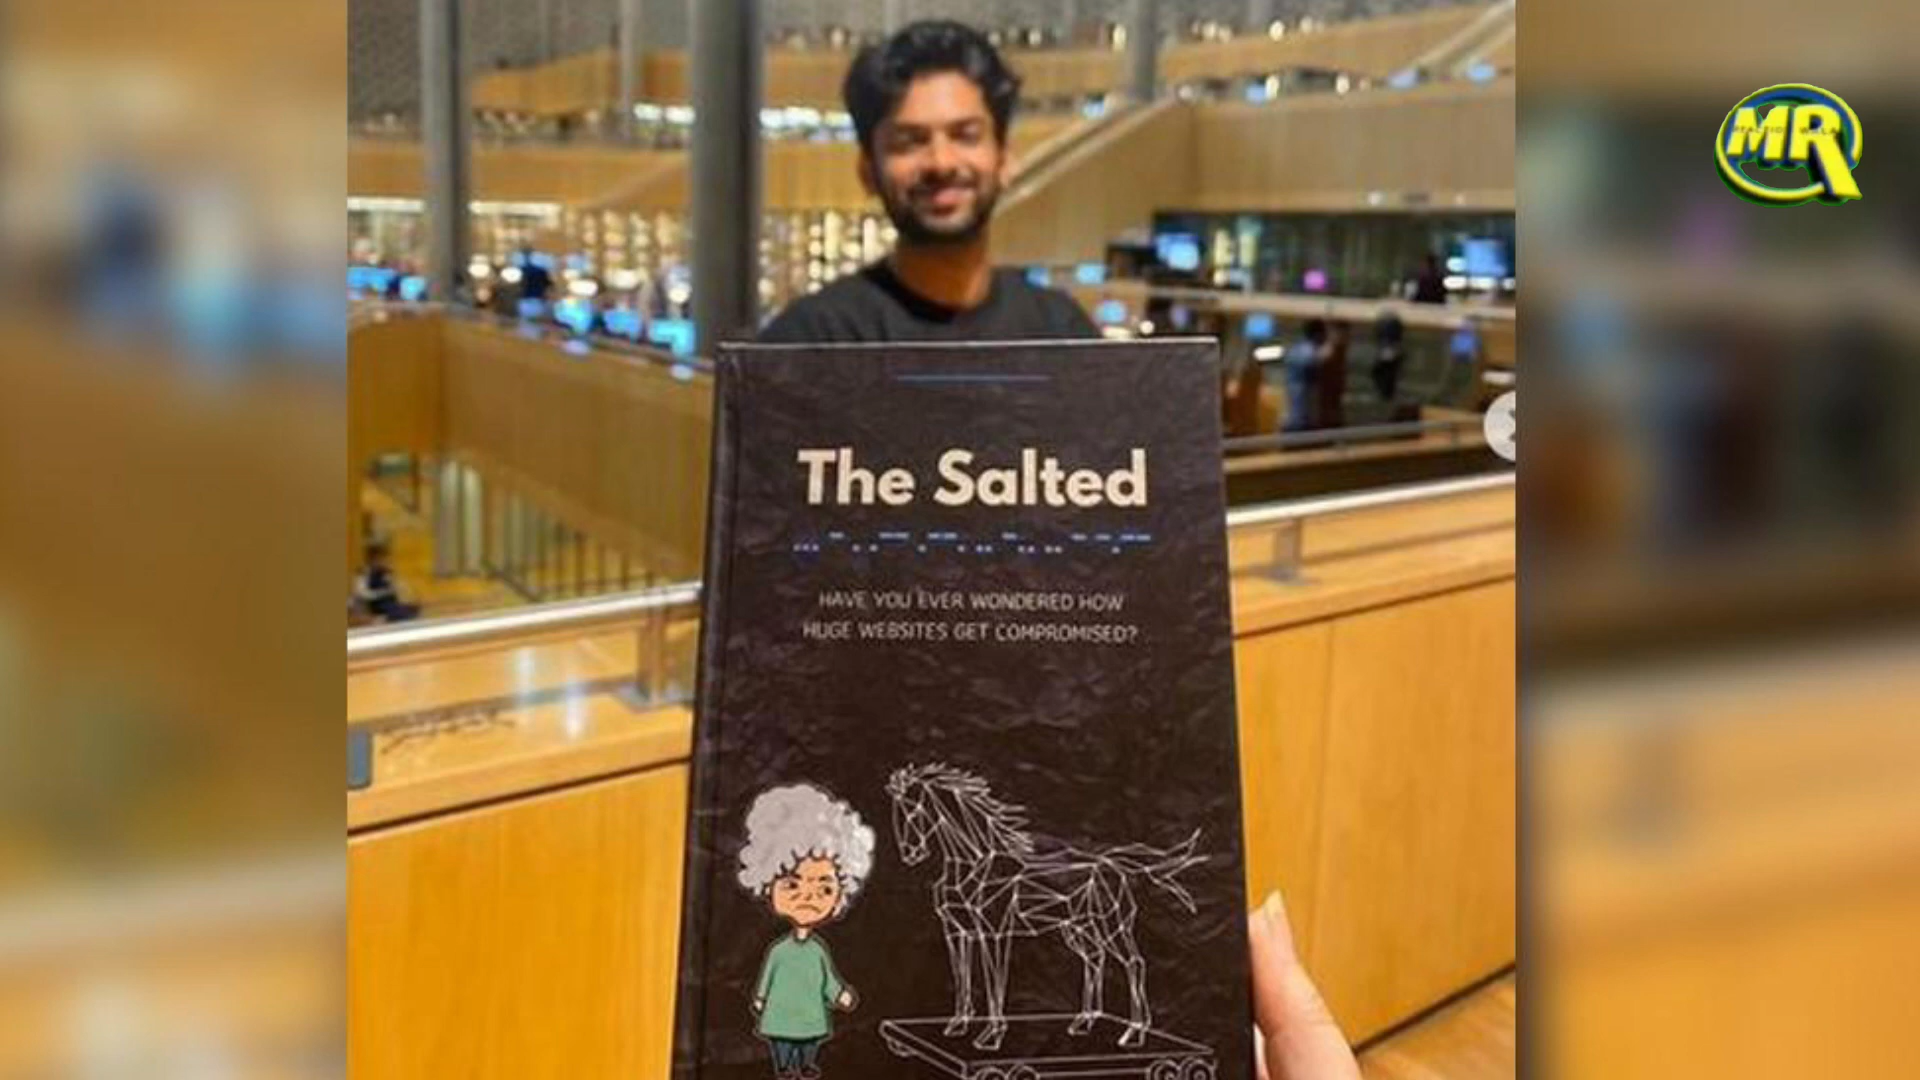 MR
The Salted
HAVE YOU EVER WONDERED HOW
HUGE WEBSITES GET COMPROMISED?